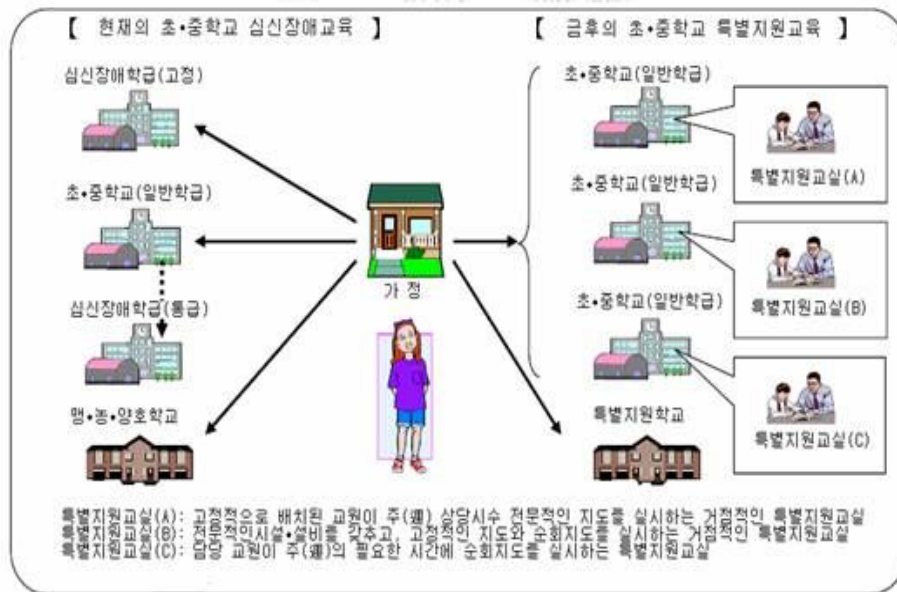 【 현재의 초•중학교 심신장애교육 】
【 금후의 초•중학교 특별지원교육 】
심신장애학급(고정)
초•중학교(일반학급)
심신장애학급(통급)
맹•농•양호학교
가 정
초•중학교(일반학급)
특별지원교실(A)
초•중학교(일반학급)
특별지원교실(B)
초•중학교(일반학급)
특별지원교실(C)
특별지원학교
특별지원교실(A): 고정적으로 배치된 교원이 주(週) 상당시수 전문적인 지도를 실시하는 거점적인 특별지원교실
특별지원교실(B): 전문적인시설•설비를 갖추고, 고정적인 지도와 순회지도를 실시하는 거점적인 특별지원교실
특별지원교실(C): 담당 교원이 주(週)의 필요한 시간에 순회지도를 실시하는 특별지원교실